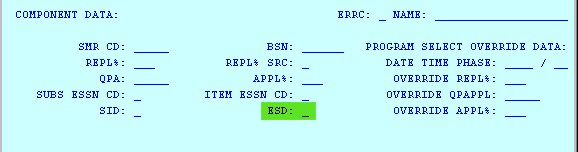 COMPONENT DATA: ERRC: _ NAME: ___________________
SMR CD: _____ BSN: ______ PROGRAM SELECT OVERRIDE DATA:
REPL%: ___ REPL% SRC: _ DATE TIME PHASE: ____ / __
QPA: _____ APPL%: ___ OVERRIDE REPL%: ___
SUBS ESSN CD: _ ITEM ESSN CD: _ OVERRIDE QPAPPL: _____
SID: _ ESD: _ OVERRIDE APPL%: ___